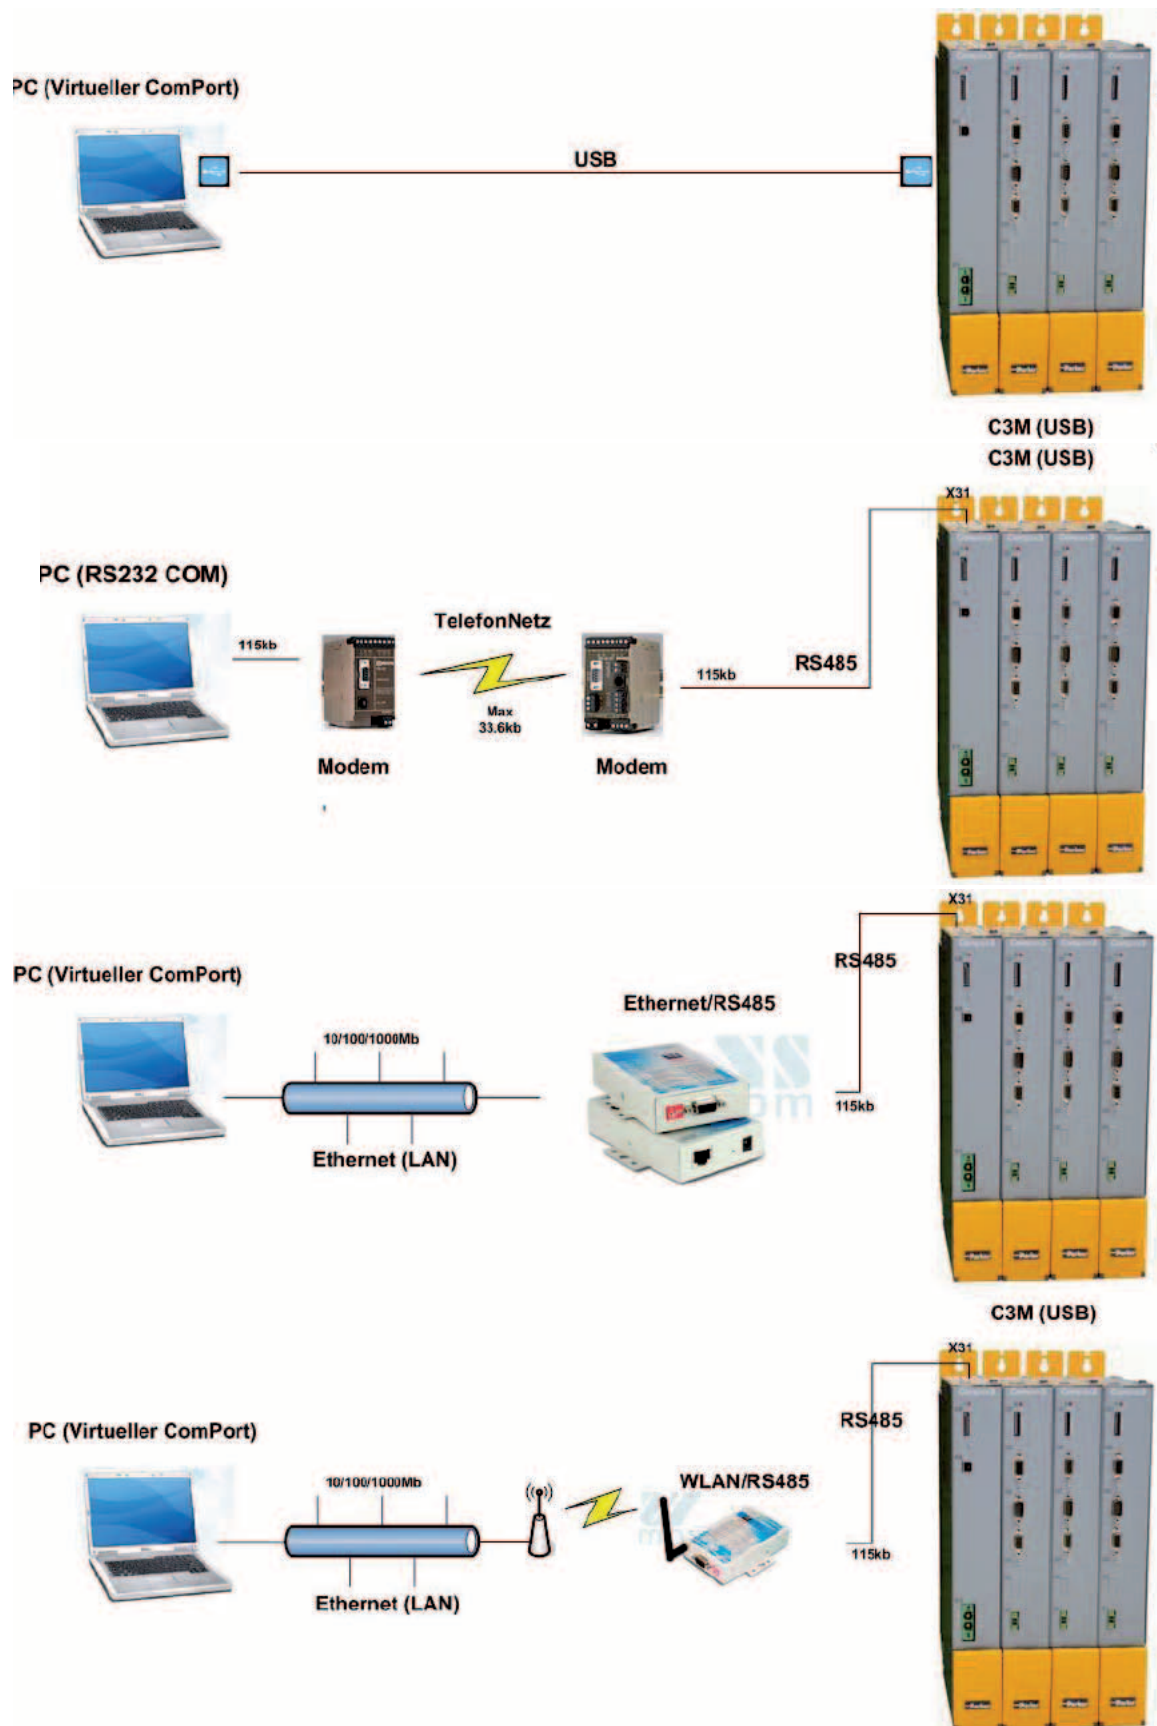 PC (Virtueller ComPort)
USB
C3M (USB)
C3M (USB)
X31
PC (RS232 COM)
TelefonNetz
115kb
RS485
115kb
Max
33.6kb
Modem
Modem
X31
RS485
PC (Virtueller ComPort)
Ethernet/RS485
10/100/1000Mb
115kb
Ethernet (LAN)
C3M (USB)
X31
RS485
PC (Virtueller ComPort)
10/100/1000Mb
WLAN/RS485
115kb
Ethernet (LAN)